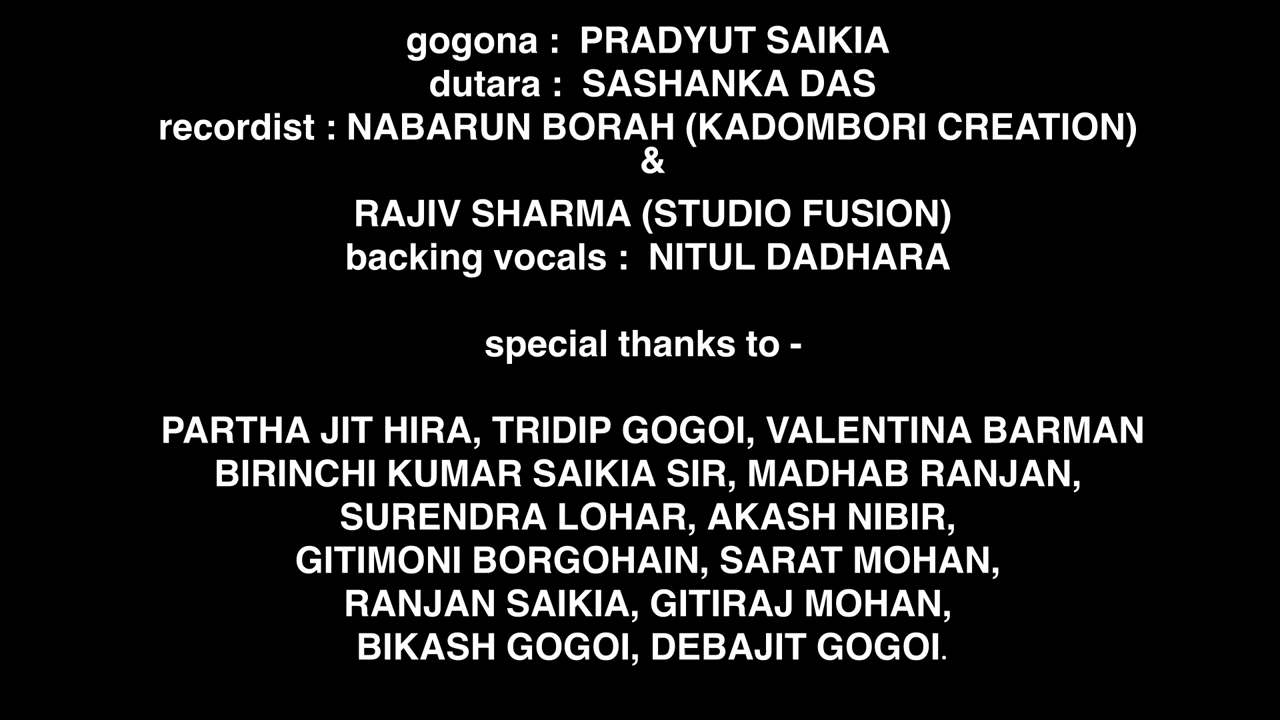 gogona : PRADYUT SAIKIA
dutara : SASHANKA DAS
recordist : NABARUN BORAH (KADOMBORI CREATION)
&
RAJIV SHARMA (STUDIO FUSION)
backing vocals : NITUL DADHARA
special thanks to -
PARTHA JIT HIRA, TRIDIP GOGOI, VALENTINA BARMAN
BIRINCHI KUMAR SAIKIA SIR, MADHAB RANJAN,
SURENDRA LOHAR, AKASH NIBIR,
GITIMONI BORGOHAIN, SARAT MOHAN,
RANJAN SAIKIA, GITIRAJ MOHAN,
BIKASH GOGOI, DEBAJIT GOGOI.